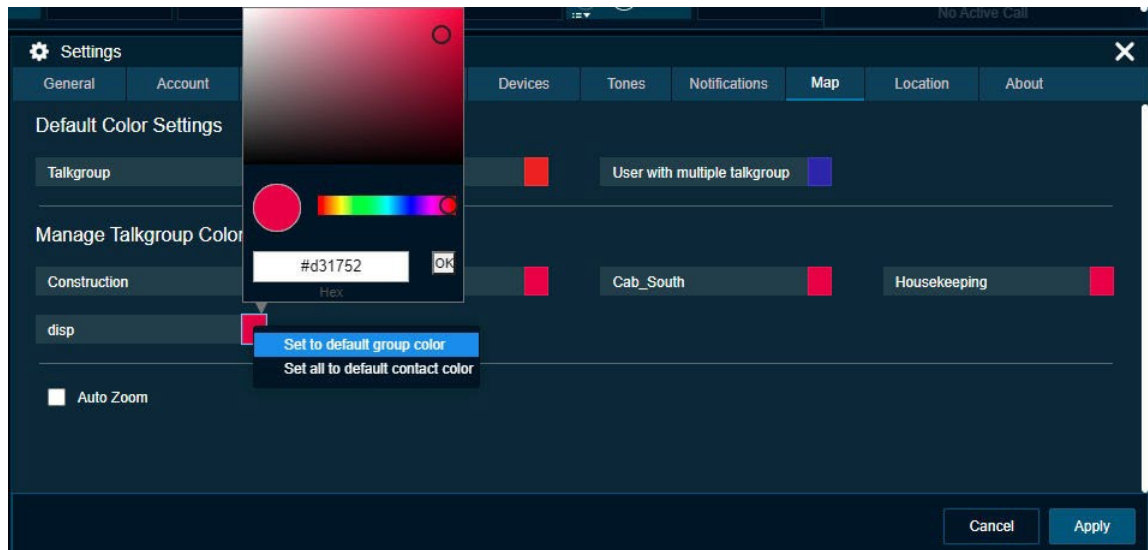 No Active Call
Settings
General Account Devices Tones Notifications Map Location About
Default Color Settings
Talkgroup User with multiple talkgroup
Manage Talkgroup Color
#d31752 OK
Hex
Construction Cab_South Housekeeping
disp
Set to default group color
Set all to default contact color
Auto Zoom
Cancel Apply